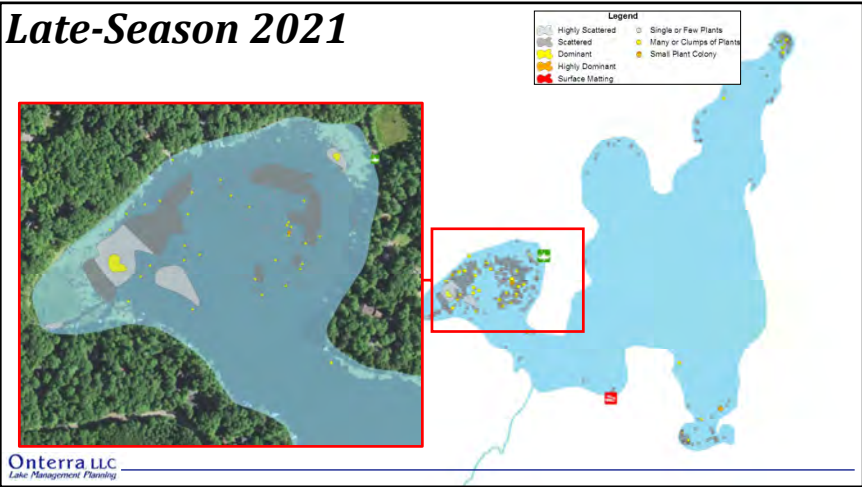 Late-Season 2021
Legend
Highly Scattered
Scattered
Dominant
Highly Dominant
Surface Matting
Single or Few Plants
Many or Clumps of Plants
Small Plant Colony
Onterra LLC
Lake Management Planning